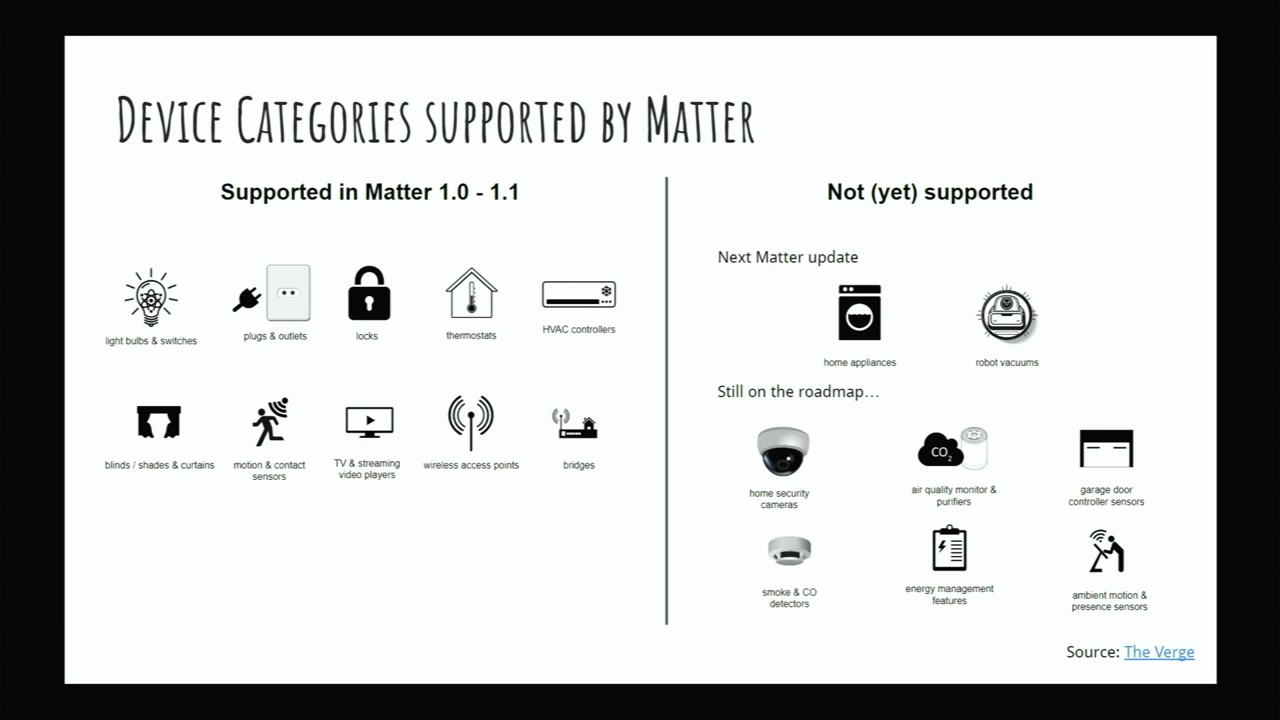 Device Categories supported by Matter
Supported in Matter 1.0 - 1.1
light bulbs & switches
plugs & outlets
locks
thermostats
HVAC controllers
blinds / shades & curtains
motion & contact
sensors
TV & streaming
video players
wireless access points
bridges
Not (yet) supported
Next Matter update
home appliances
robot vacuums
Still on the roadmap…
home security
cameras
CO2
air quality monitor &
purifiers
garage door
controller sensors
smoke & CO
detectors
energy management
features
ambient motion &
presence sensors
Source: The Verge